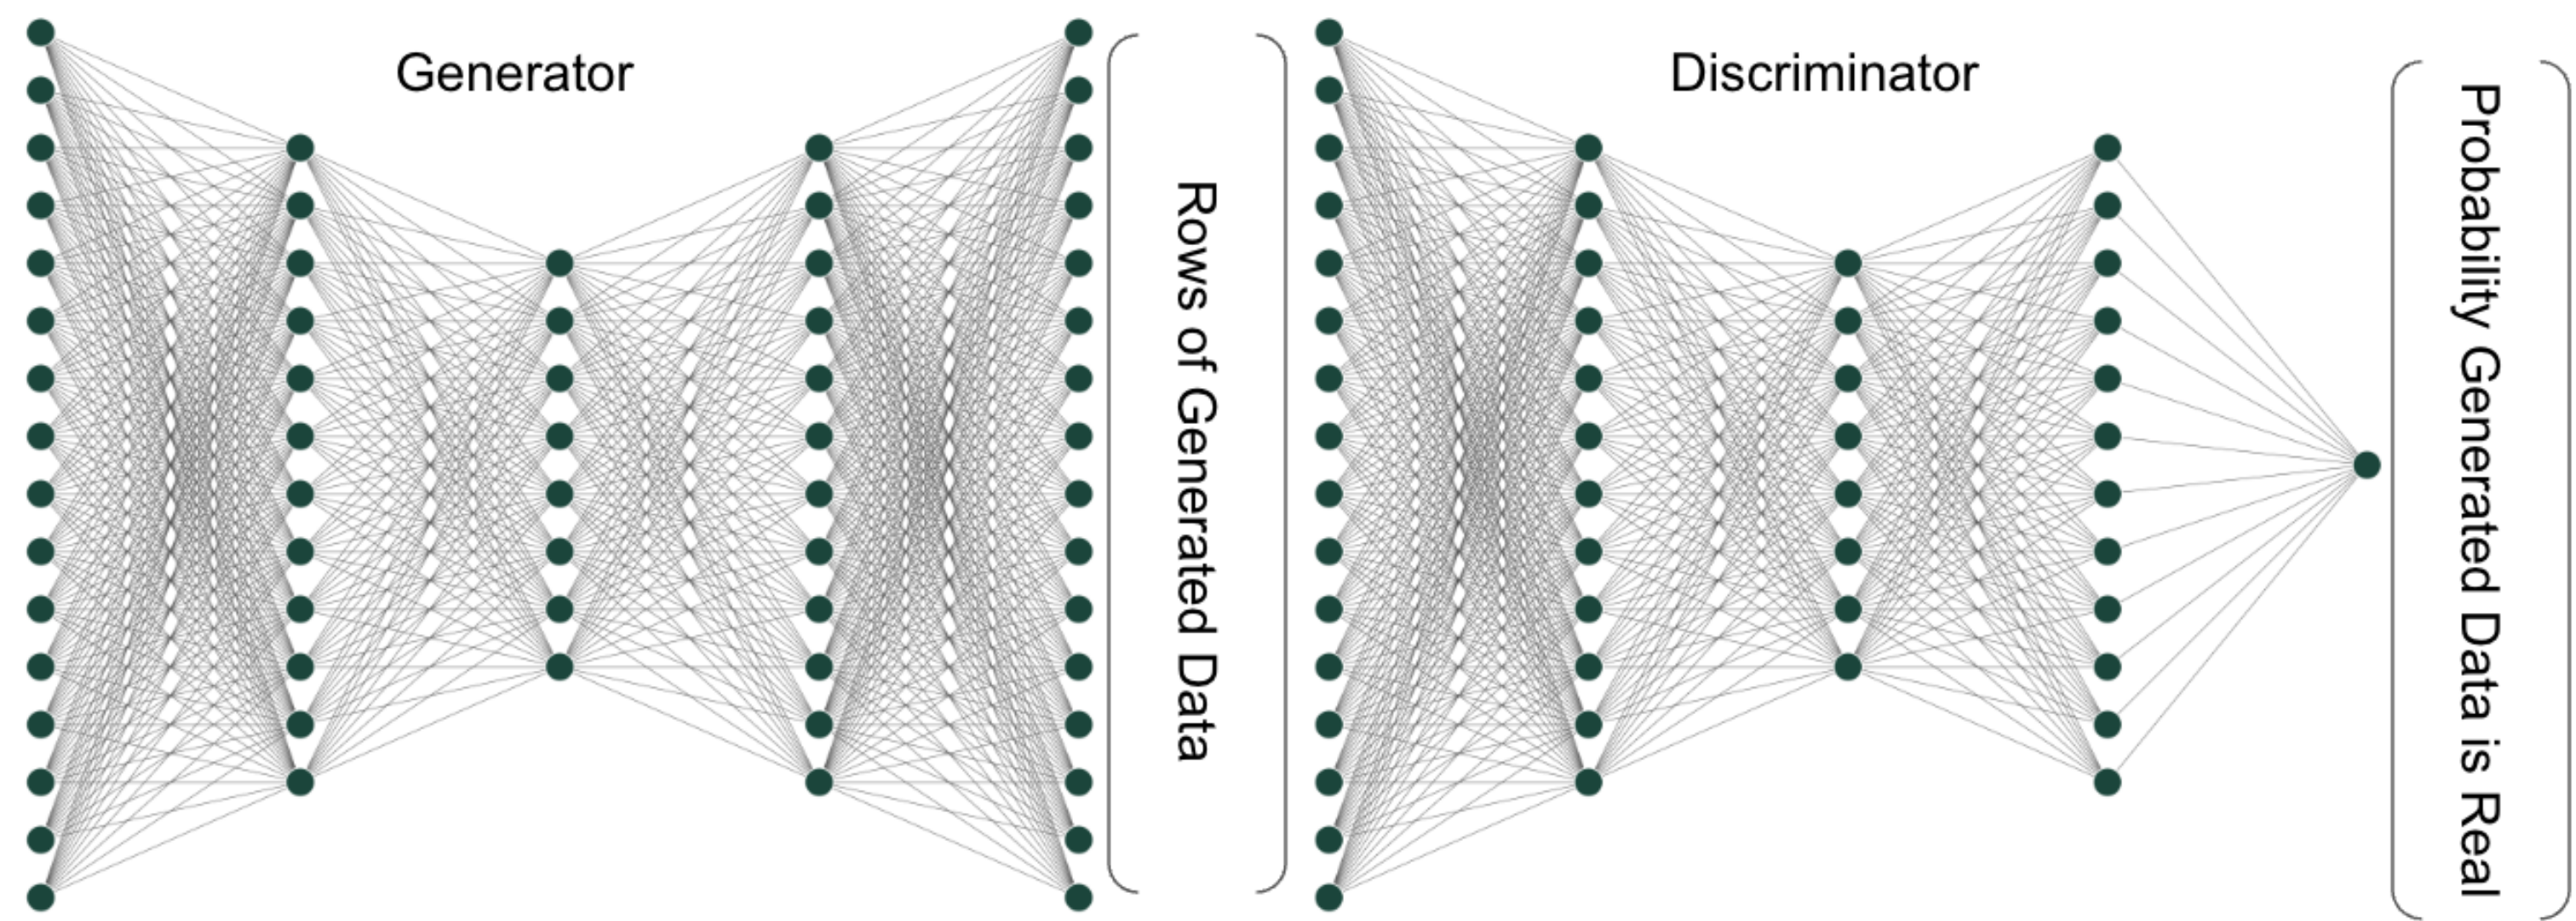 Generator
Rows of Generated Data
Discriminator
Probability Generated Data is Real